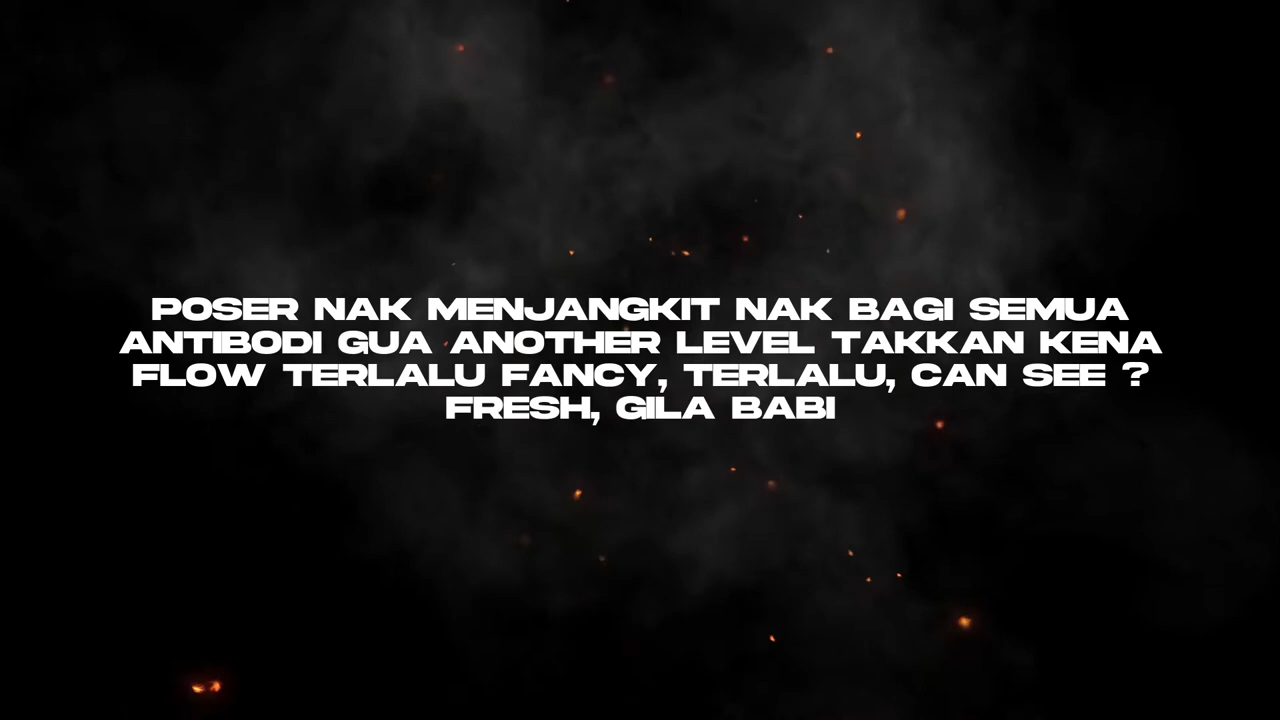 POSER NAK MENJANGKIT NAK BAGI SEMUA
ANTIBODI GUA ANOTHER LEVEL TAKKAN KENA
FLOW TERLALU FANCY, TERLALU, CAN SEE ?
FRESH, GILA BABI